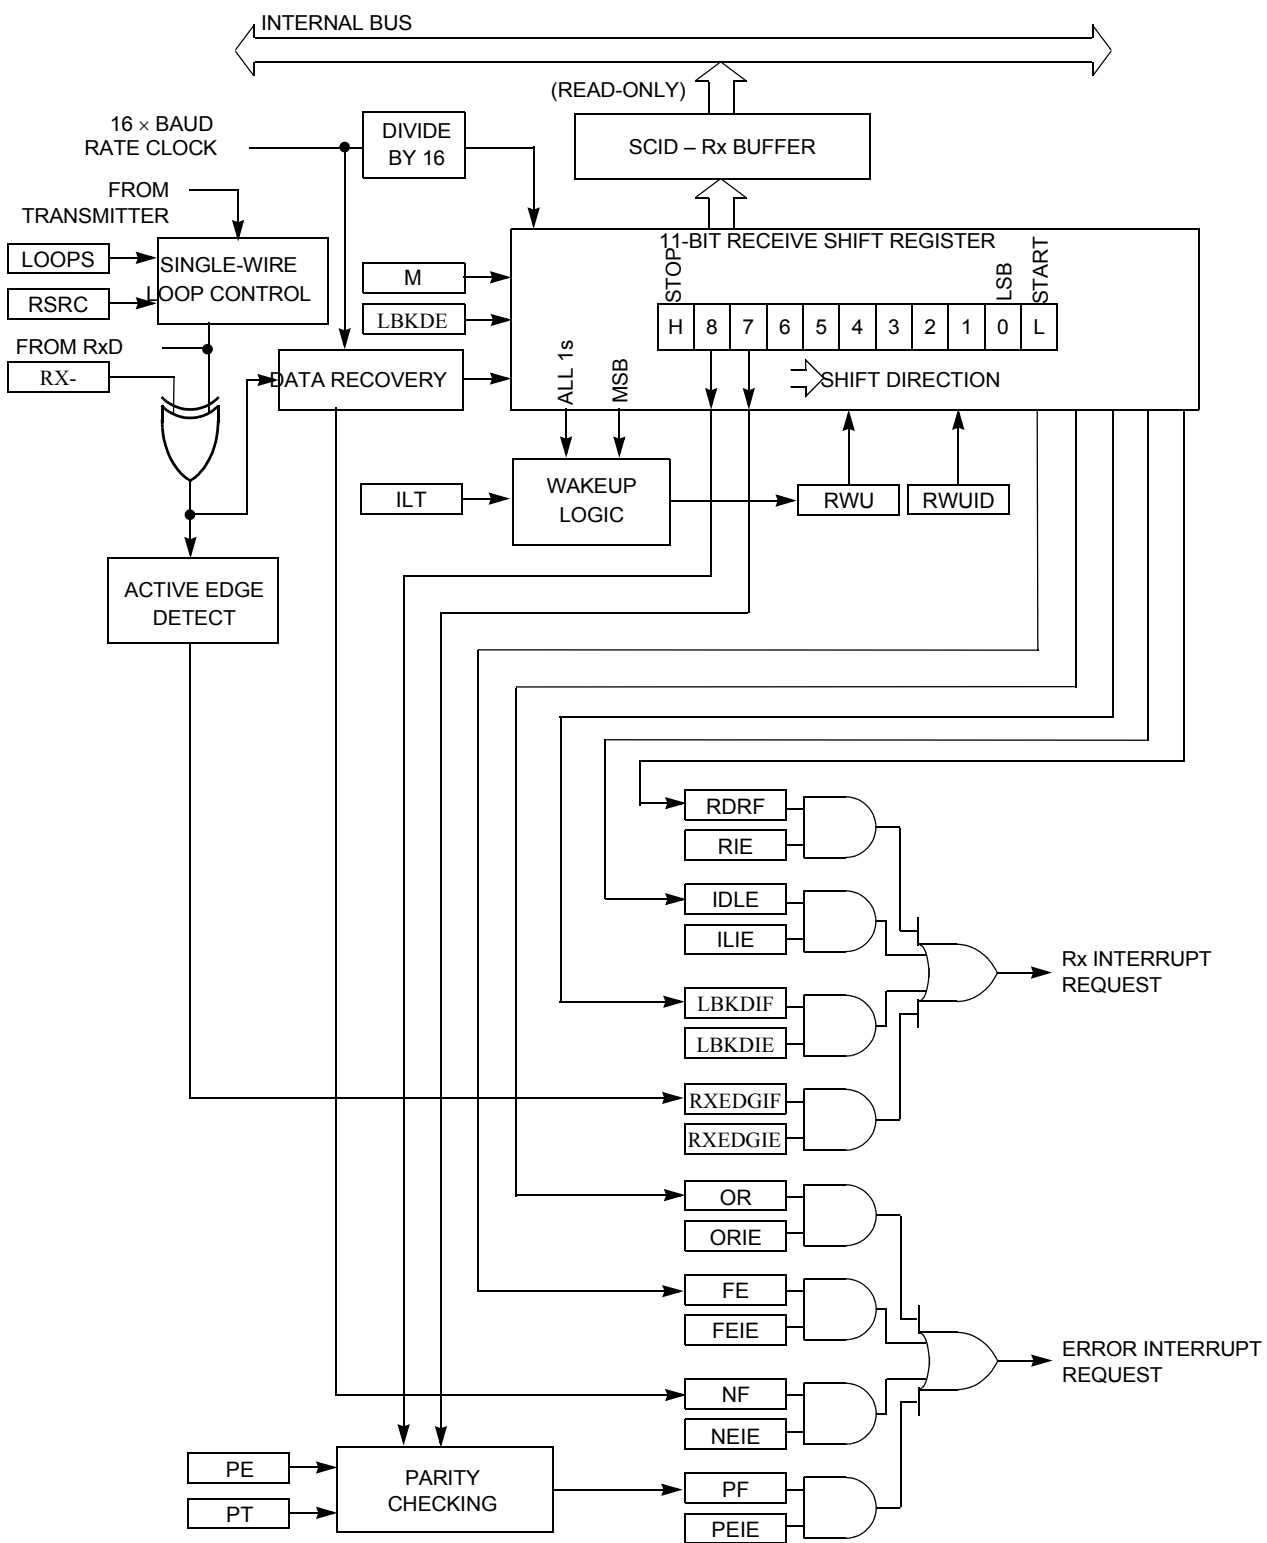 INTERNAL BUS
(READ-ONLY)
16 × BAUD
RATE CLOCK
DIVIDE
BY 16
SCID – Rx BUFFER
FROM
TRANSMITTER
LOOPS
RSRC
SINGLE-WIRE
LOOP CONTROL
M
LBKDE
11-BIT RECEIVE SHIFT REGISTER
STOP
LSB
START
H 8 7 6 5 4 3 2 1 0 L
FROM RxD
RX-
DATA RECOVERY
ALL 1s
MSB
SHIFT DIRECTION
ILT
WAKEUP
LOGIC
RWU
RWUID
ACTIVE EDGE
DETECT
RDRF
RIE
IDLE
ILIE
Rx INTERRUPT
REQUEST
LBKDIF
LBKDIE
RXEDGIF
RXEDGIE
OR
ORIE
FE
FEIE
ERROR INTERRUPT
REQUEST
NF
NEIE
PE
PT
PARITY
CHECKING
PF
PEIE